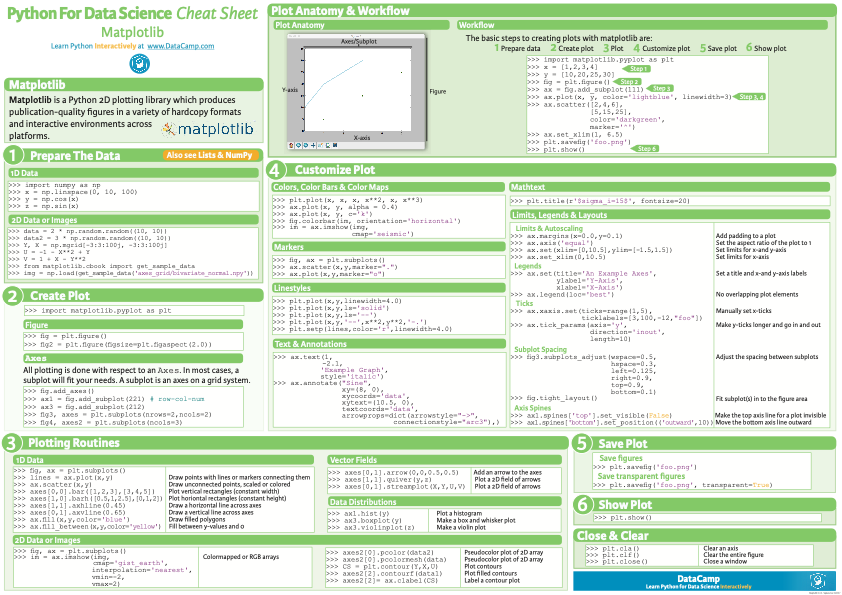 Python For Data Science Cheat Sheet
Matplotlib
Learn Python Interactively at www.DataCamp.com
Matplotlib
Matplotlib is a Python 2D plotting library which produces
publication-quality figures in a variety of hardcopy formats
and interactive environments across
platforms.
matplotlib
1 Prepare The Data
Also see Lists & NumPy
1D Data
>>> import numpy as np
>>> x = np.linspace(0, 10, 100)
>>> y = np.cos(x)
>>> z = np.sin(x)
2D Data or Images
>>> data = 2 * np.random.random((10, 10))
>>> data2 = 3 * np.random.random((10, 10))
>>> Y, X = np.mgrid[-3:3:100j, -3:3:100j]
>>> U = -1 - X**2 + Y
>>> V = 1 + X - Y**2
>>> from matplotlib.cbook import get_sample_data
>>> img = np.load(get_sample_data('axes_grid/bivariate_normal.npy'))
2 Create Plot
>>> import matplotlib.pyplot as plt
Figure
>>> fig = plt.figure()
>>> fig2 = plt.figure(figsize=plt.figaspect(2.0))
Axes
All plotting is done with respect to an Axes. In most cases, a
subplot will fit your needs. A subplot is an axes on a grid system.
>>> fig.add_axes()
>>> ax1 = fig.add_subplot(221) # row-col-num
>>> ax3 = fig.add_subplot(212)
>>> fig3, axes = plt.subplots(nrows=2,ncols=2)
>>> fig4, axes2 = plt.subplots(ncols=3)
Plot Anatomy & Workflow
Plot Anatomy
Axes/Subplot
Y-axis
Figure
X-axis
Workflow
The basic steps to creating plots with matplotlib are:
1 Prepare data 2 Create plot 3 Plot 4 Customize plot 5 Save plot 6 Show plot
>>> import matplotlib.pyplot as plt
>>> x = [1,2,3,4] Step 1
>>> y = [10,20,25,30]
>>> fig = plt.figure() Step 2
>>> ax = fig.add_subplot(111) Step 3
>>> ax.plot(x, y, color='lightblue', linewidth=3) Step 3, 4
>>> ax.scatter([2,4,6],
[5,15,25],
color='darkgreen',
marker='^')
>>> ax.set_xlim(1, 6.5)
>>> plt.savefig('foo.png')
>>> plt.show() Step 6
4 Customize Plot
Colors, Color Bars & Color Maps
>>> plt.plot(x, x, x, x**2, x, x**3)
>>> ax.plot(x, y, alpha = 0.4)
>>> ax.plot(x, y, c='k')
>>> fig.colorbar(im, orientation='horizontal')
>>> im = ax.imshow(img,
cmap='seismic')
Markers
>>> fig, ax = plt.subplots()
>>> ax.scatter(x,y,marker=".")
>>> ax.plot(x,y,marker="o")
Linestyles
>>> plt.plot(x,y,linewidth=4.0)
>>> plt.plot(x,y,ls='solid')
>>> plt.plot(x,y,ls='--')
>>> plt.plot(x,y,'--',x**2,y**2,'-.')
>>> plt.setp(lines,color='r',linewidth=4.0)
Text & Annotations
>>> ax.text(1,
-2.1,
'Example Graph',
style='italic')
>>> ax.annotate("Sine",
xy=(8, 0),
xycoords='data',
xytext=(10.5, 0),
textcoords='data',
arrowprops=dict(arrowstyle="->",
connectionstyle="arc3"),)
Mathtext
>>> plt.title(r'$sigma_i=15$', fontsize=20)
Limits, Legends & Layouts
Limits & Autoscaling
>>> ax.margins(x=0.0,y=0.1) Add padding to a plot
>>> ax.axis('equal') Set the aspect ratio of the plot to 1
>>> ax.set(xlim=[0,10.5],ylim=[-1.5,1.5]) Set limits for x-and y-axis
>>> ax.set_xlim(0,10.5) Set limits for x-axis
Legends
>>> ax.set(title='An Example Axes', Set a title and x-and y-axis labels
ylabel='Y-Axis',
xlabel='X-Axis')
>>> ax.legend(loc='best') No overlapping plot elements
Ticks
>>> ax.xaxis.set(ticks=range(1,5), Manually set x-ticks
ticklabels=[3,100,-12,"foo"])
>>> ax.tick_params(axis='y', Make y-ticks longer and go in and out
direction='inout',
length=10)
Subplot Spacing
>>> fig3.subplots_adjust(wspace=0.5, Adjust the spacing between subplots
hspace=0.3,
left=0.125,
right=0.9,
top=0.9,
bottom=0.1)
>>> fig.tight_layout() Fit subplot(s) in to the figure area
Axis Spines
>>> ax1.spines['top'].set_visible(False) Make the top axis line for a plot invisible
>>> ax1.spines['bottom'].set_position(('outward',10)) Move the bottom axis line outward
3 Plotting Routines
1D Data
>>> fig, ax = plt.subplots()
>>> lines = ax.plot(x,y) Draw points with lines or markers connecting them
>>> ax.scatter(x,y) Draw unconnected points, scaled or colored
>>> axes[0,0].bar([1,2,3],[3,4,5]) Plot vertical rectangles (constant width)
>>> axes[1,0].barh([0.5,1,2.5],[0,1,2]) Plot horiontal rectangles (constant height)
>>> axes[1,1].axhline(0.45) Draw a horizontal line across axes
>>> axes[0,1].axvline(0.65) Draw a vertical line across axes
>>> ax.fill(x,y,color='blue') Draw filled polygons
>>> ax.fill_between(x,y,color='yellow') Fill between y-values and 0
2D Data or Images
>>> fig, ax = plt.subplots()
>>> im = ax.imshow(img, Colormapped or RGB arrays
cmap='gist_earth',
interpolation='nearest',
vmin=-2,
vmax=2)
Vector Fields
>>> axes[0,1].arrow(0,0,0.5,0.5) Add an arrow to the axes
>>> axes[1,1].quiver(y,z) Plot a 2D field of arrows
>>> axes[0,1].streamplot(X,Y,U,V) Plot a 2D field of arrows
Data Distributions
>>> ax1.hist(y) Plot a histogram
>>> ax3.boxplot(y) Make a box and whisker plot
>>> ax3.violinplot(z) Make a violin plot
>>> axes2[0].pcolor(data2) Pseudocolor plot of 2D array
>>> axes2[0].pcolormesh(data) Pseudocolor plot of 2D array
>>> CS = plt.contour(Y,X,U) Plot contours
>>> axes2[2].contourf(data1) Plot filled contours
>>> axes2[2]= ax.clabel(CS) Label a contour plot
5 Save Plot
Save figures
>>> plt.savefig('foo.png')
Save transparent figures
>>> plt.savefig('foo.png', transparent=True)
6 Show Plot
>>> plt.show()
Close & Clear
>>> plt.cla() Clear an axis
>>> plt.clf() Clear the entire figure
>>> plt.close() Close a window
DataCamp
Learn Python For Data Science Interactively